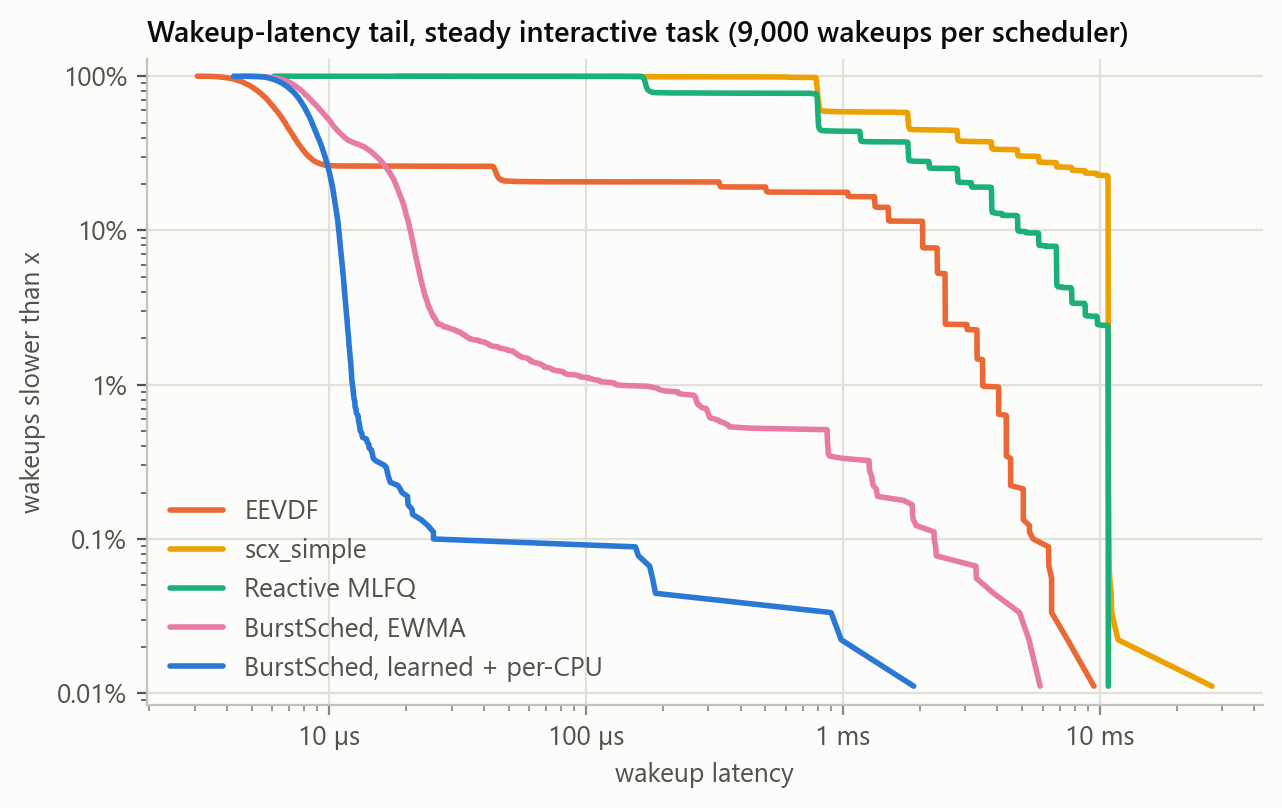 Wakeup-latency tail, steady interactive task (9,000 wakeups per scheduler)
100%
10%
1%
0.1%
0.01%
wakeups slower than x
EEVDF
scx_simple
Reactive MLFQ
BurstSched, EWMA
BurstSched, learned + per-CPU
10 µs
100 µs
1 ms
10 ms
wakeup latency